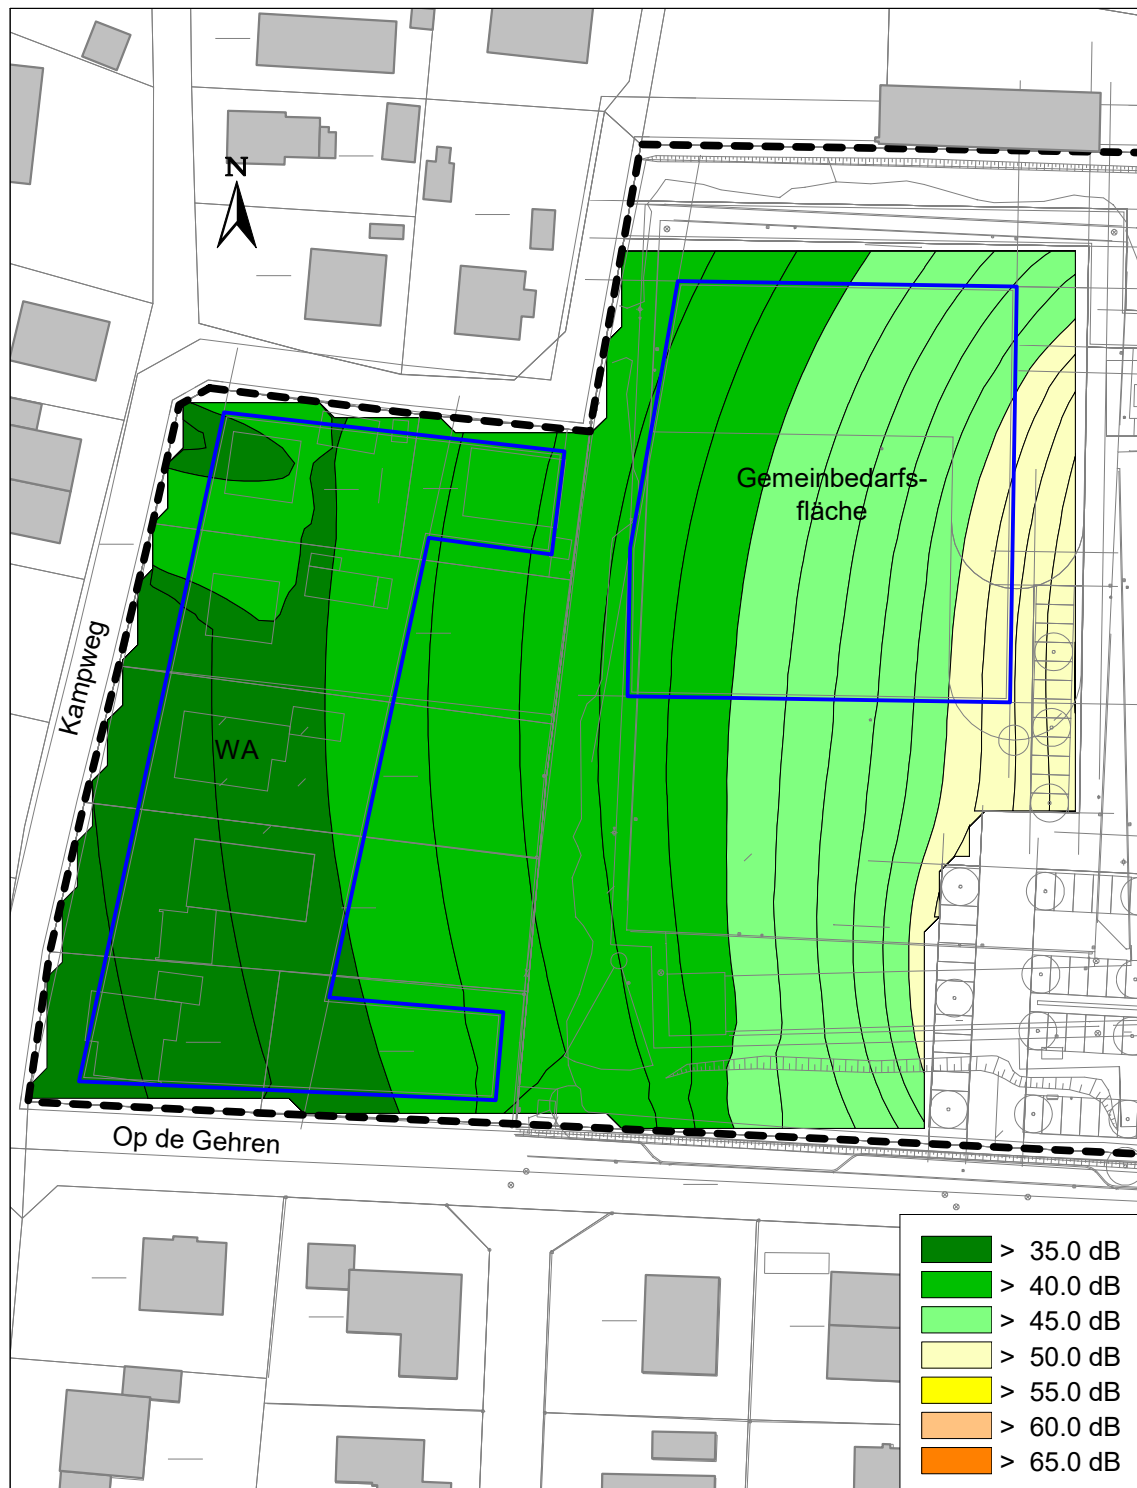 N
Gemeinbedarfs-
fläche
Kampweg
WA
Op de Gehren
> 35.0 dB
> 40.0 dB
> 45.0 dB
> 50.0 dB
> 55.0 dB
> 60.0 dB
> 65.0 dB